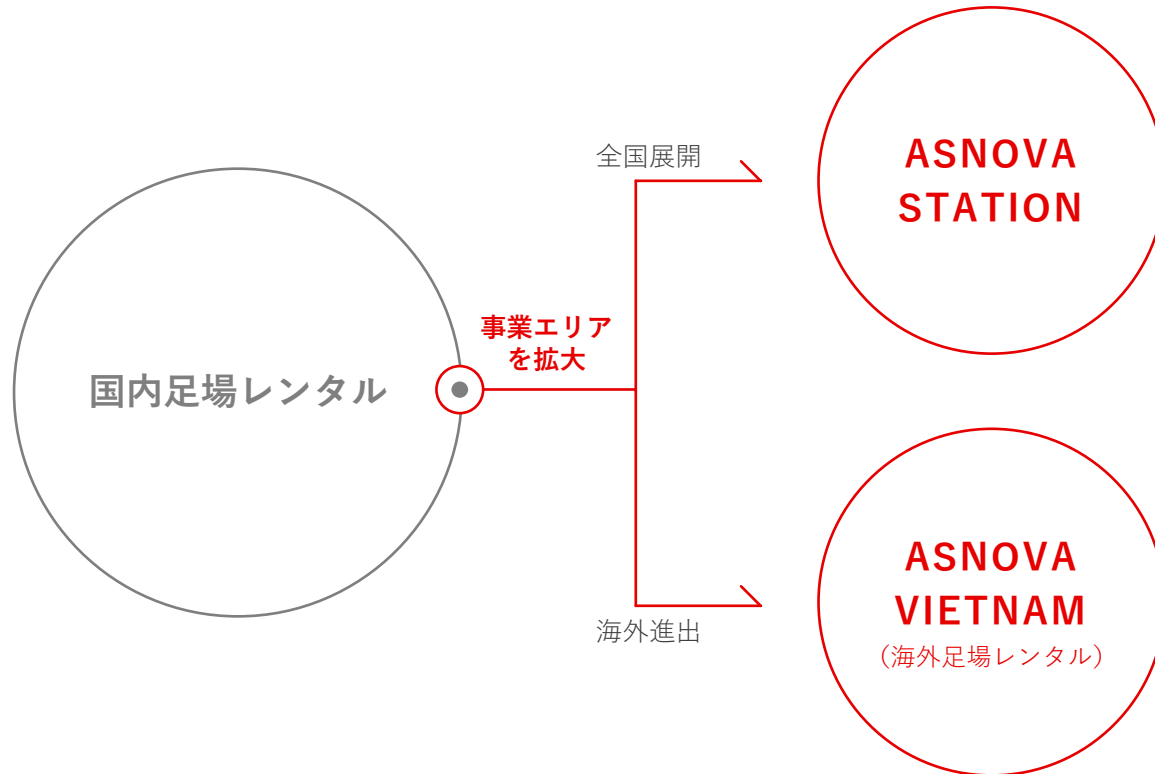 国内足場レンタル
事業エリア
を拡大
全国展開
ASNOVA
STATION
海外進出
ASNOVA
VIETNAM
（海外足場レンタル）